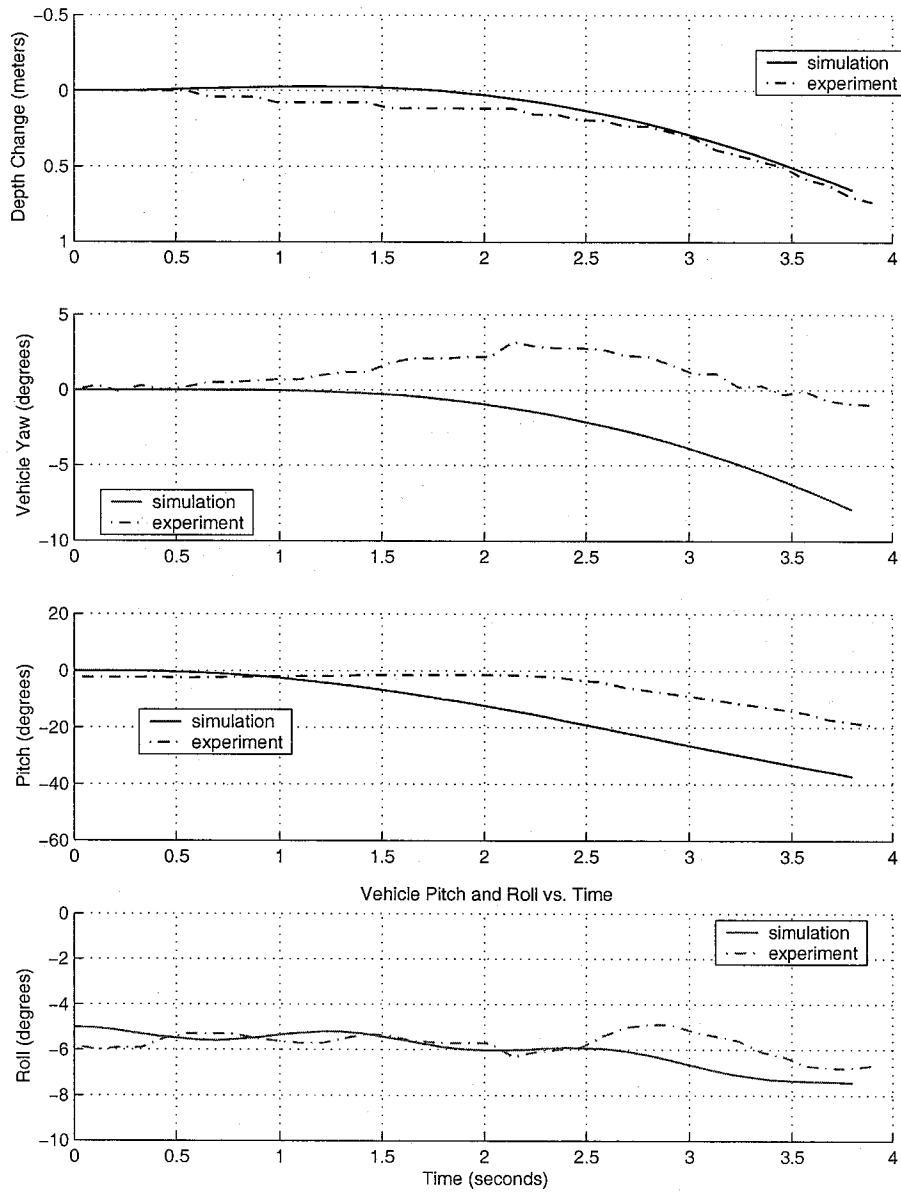 −0.5
0
0.5
1
Depth Change (meters)
simulation
experiment
0 0.5 1 1.5 2 2.5 3 3.5 4
5
0
−5
−10
Vehicle Yaw (degrees)
simulation
experiment
0 0.5 1 1.5 2 2.5 3 3.5 4
20
0
−20
−40
−60
Pitch (degrees)
simulation
experiment
0 0.5 1 1.5 2 2.5 3 3.5 4
Vehicle Pitch and Roll vs. Time
0
−2
−4
−6
−8
−10
Roll (degrees)
simulation
experiment
0 0.5 1 1.5 2 2.5 3 3.5 4
Time (seconds)